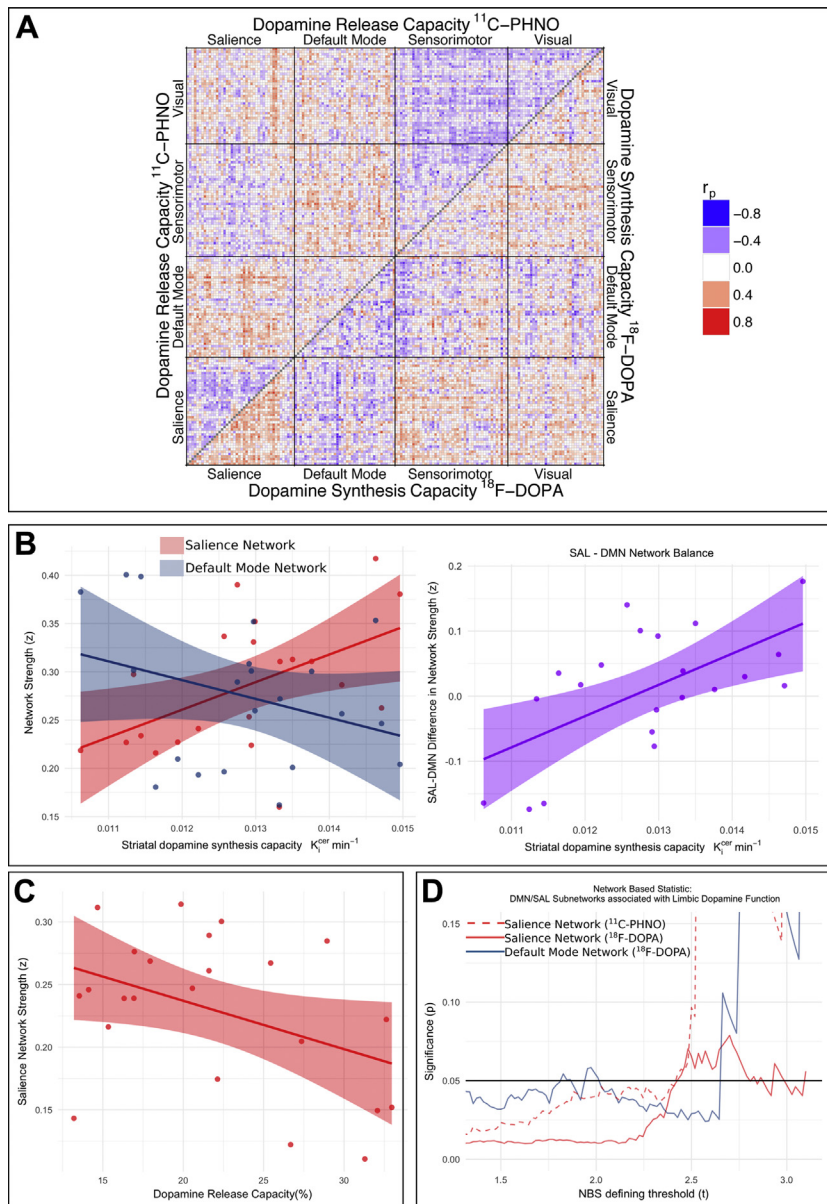 A
Dopamine Release Capacity ¹¹C–PHNO
Salience Default Mode Sensorimotor Visual
Dopamine Release Capacity ¹¹C–PHNO
Visual
Sensorimotor
Default Mode
Salience
Visual
Sensorimotor
Default Mode
Salience
Dopamine Synthesis Capacity ¹⁸F–DOPA
Salience Default Mode Sensorimotor Visual
Dopamine Synthesis Capacity ¹⁸F–DOPA
rₚ
−0.8
−0.4
0.0
0.4
0.8
B
Salience Network
Default Mode Network
Network Strength (z)
0.40
0.35
0.30
0.25
0.20
0.15
0.011 0.012 0.013 0.014 0.015
Striatal dopamine synthesis capacity Kᵢᶜᵉʳ min⁻¹
SAL - DMN Network Balance
SAL-DMN Difference in Network Strength (z)
0.2
0.1
0.0
-0.1
0.011 0.012 0.013 0.014 0.015
Striatal dopamine synthesis capacity Kᵢᶜᵉʳ min⁻¹
C
Salience Network Strength (z)
0.30
0.25
0.20
0.15
15 20 25 30
Dopamine Release Capacity(%)
D
Network Based Statistic:
DMN/SAL Subnetworks associated with Limbic Dopamine Function
Salience Network (¹¹C-PHNO)
Salience Network (¹⁸F-DOPA)
Default Mode Network (¹⁸F-DOPA)
Significance (p)
0.15
0.10
0.05
0.00
1.5 2.0 2.5 3.0
NBS defining threshold (t)